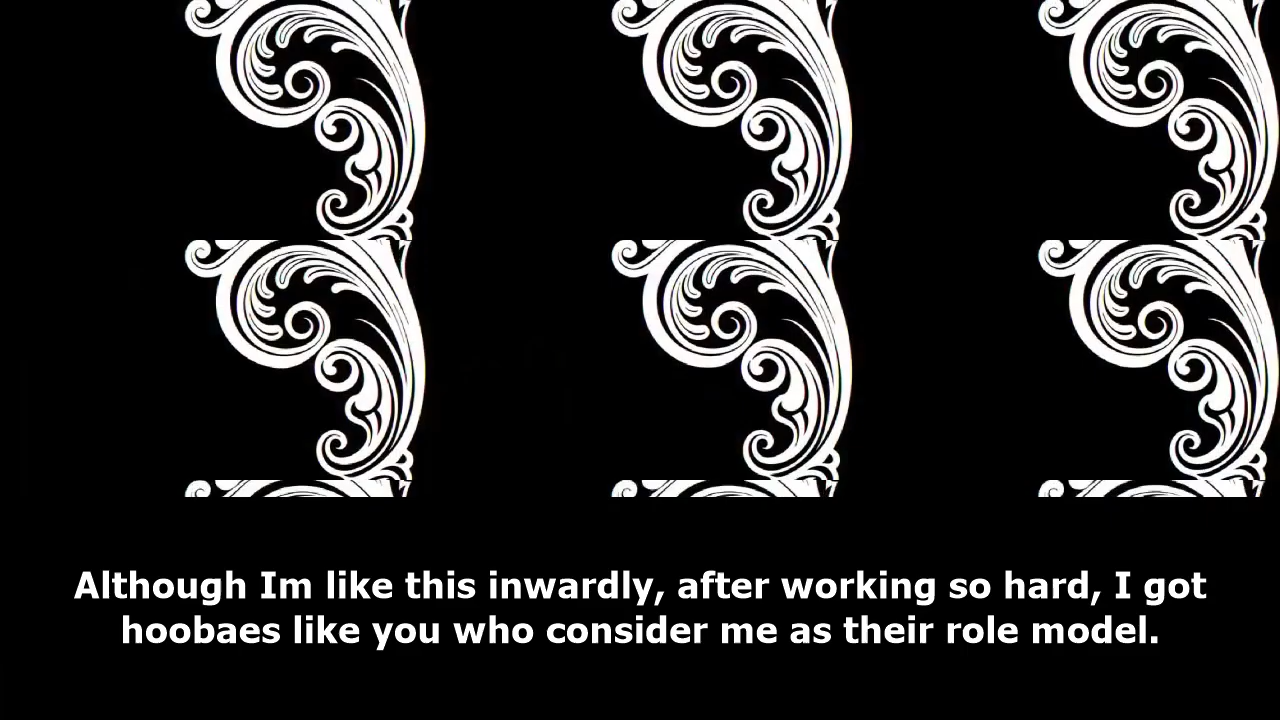 Although Im like this inwardly, after working so hard, I got
hoobaes like you who consider me as their role model.